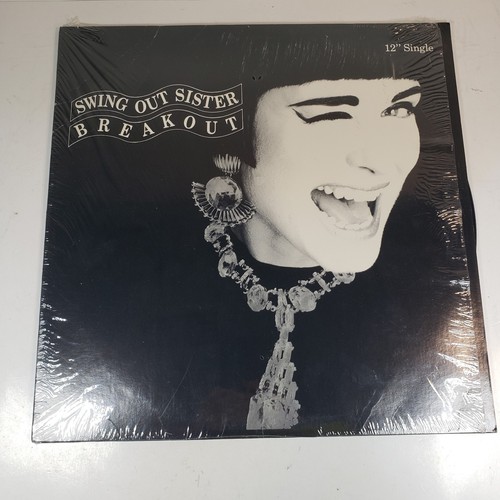 12" Single
SWING OUT SISTER
BREAKOUT